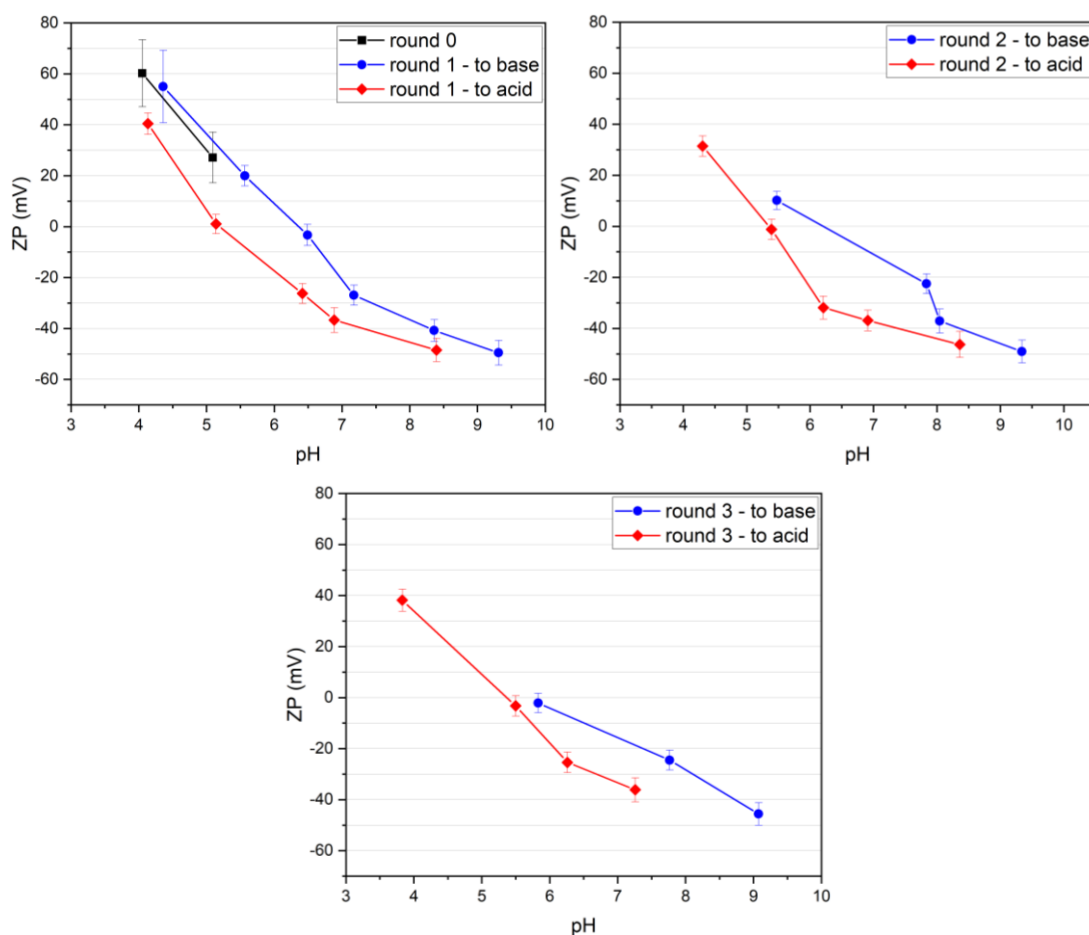 80
60
40
20
0
-20
-40
-60
ZP (mV)
round 0
round 1 - to base
round 1 - to acid
3 4 5 6 7 8 9 10
pH
80
60
40
20
0
-20
-40
-60
ZP (mV)
round 2 - to base
round 2 - to acid
3 4 5 6 7 8 9 10
pH
80
60
40
20
0
-20
-40
-60
ZP (mV)
round 3 - to base
round 3 - to acid
3 4 5 6 7 8 9 10
pH